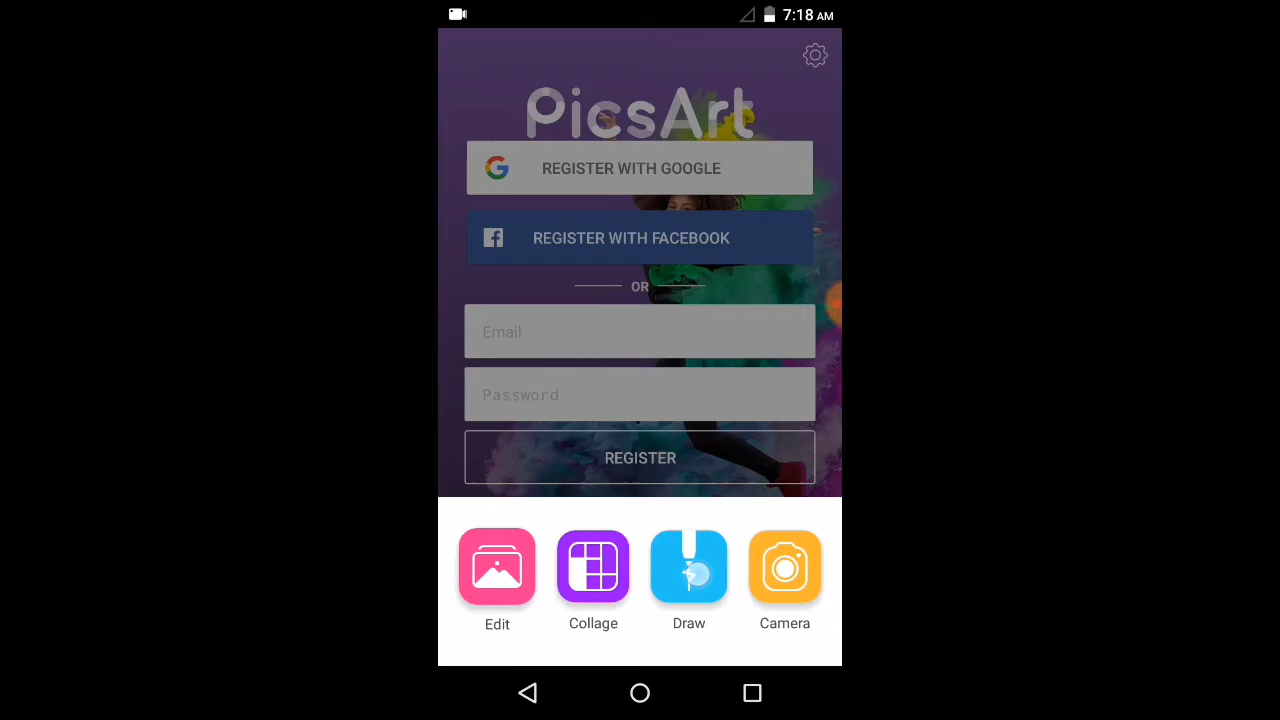 7:18 AM
PicsArt
REGISTER WITH GOOGLE
REGISTER WITH FACEBOOK
OR
Email
Password
REGISTER
Edit
Collage
Draw
Camera